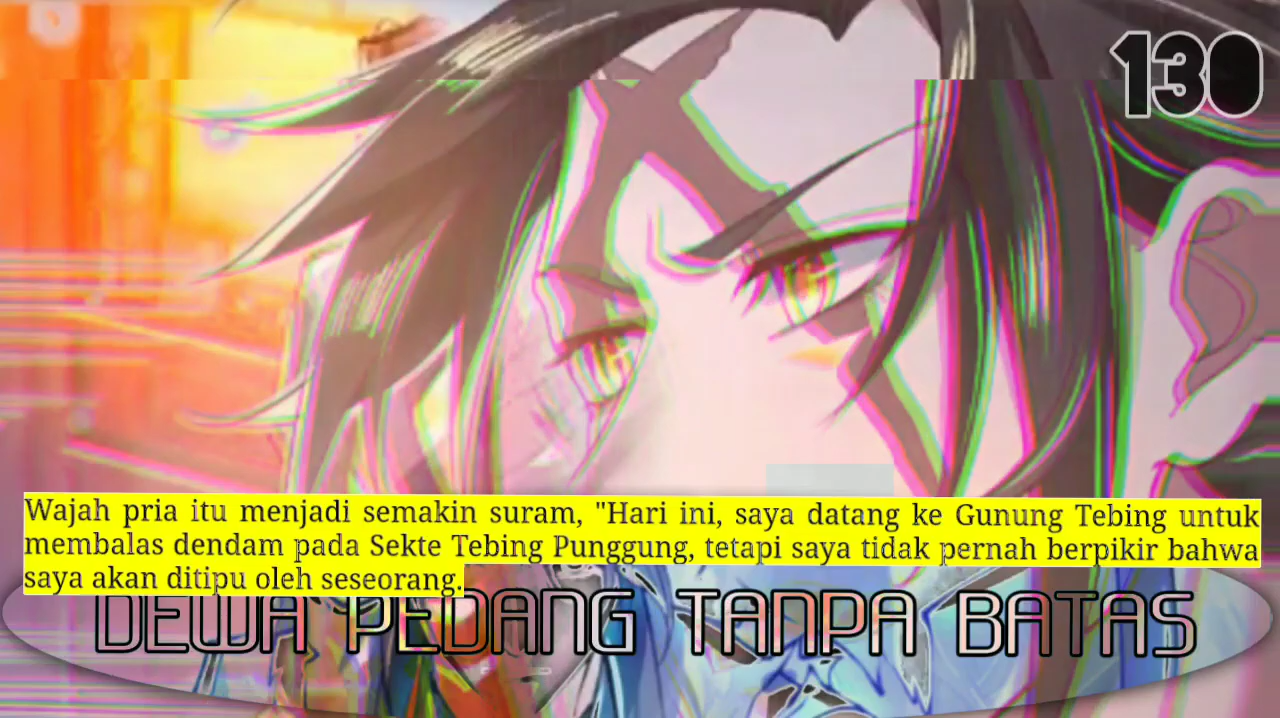 130
Wajah pria itu menjadi semakin suram, "Hari ini, saya datang ke Gunung Tebing untuk
membalas dendam pada Sekte Tebing Punggung, tetapi saya tidak pernah berpikir bahwa
saya akan ditipu oleh seseorang.
DEWA PEDANG TANPA BATAS